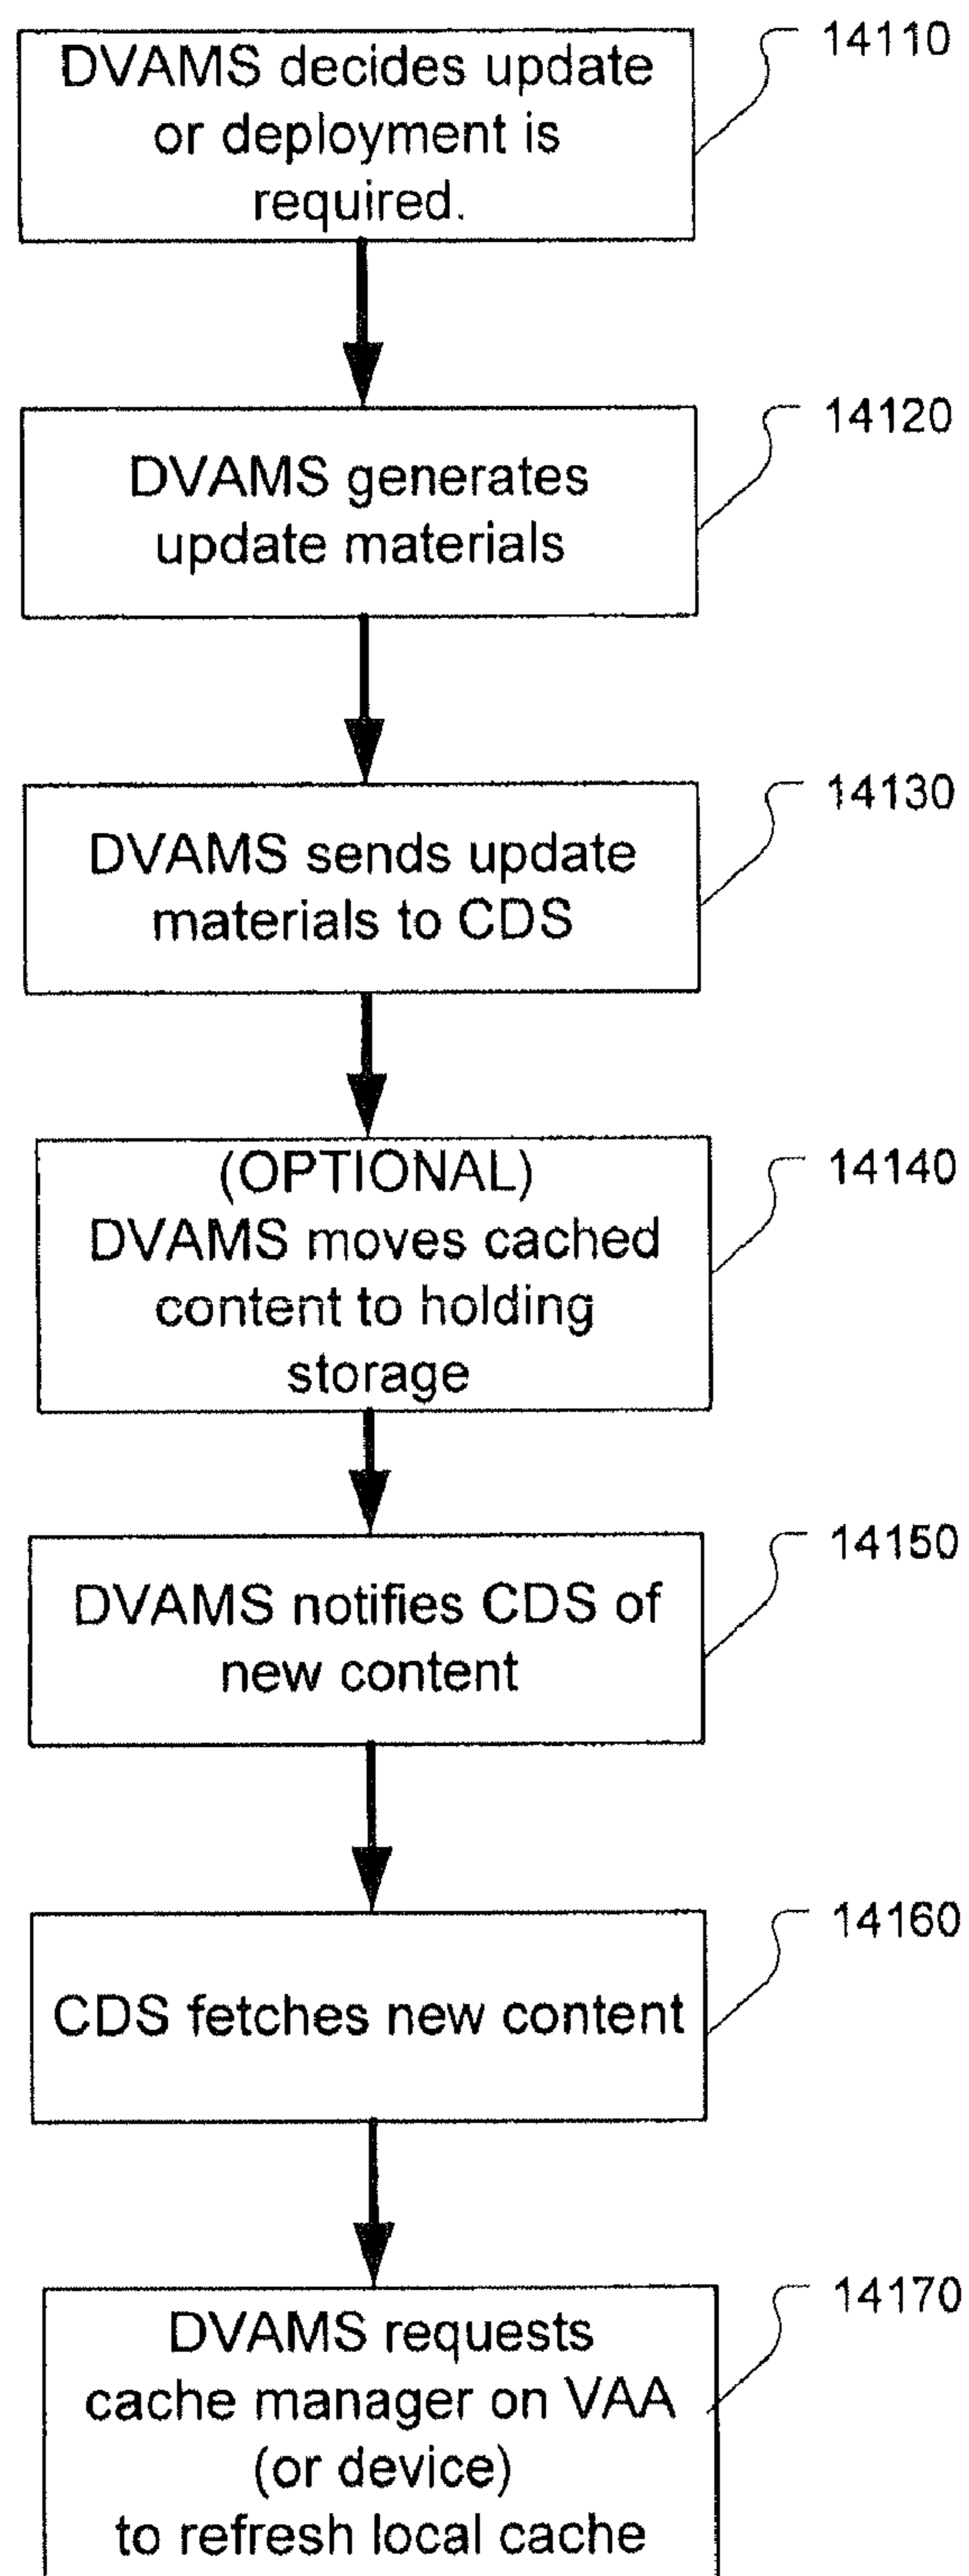 DVAMS decides update
or deployment is
required.
14110
DVAMS generates
update materials
14120
DVAMS sends update
materials to CDS
14130
(OPTIONAL)
DVAMS moves cached
content to holding
storage
14140
DVAMS notifies CDS of
new content
14150
CDS fetches new content
14160
DVAMS requests
cache manager on VAA
(or device)
to refresh local cache
14170